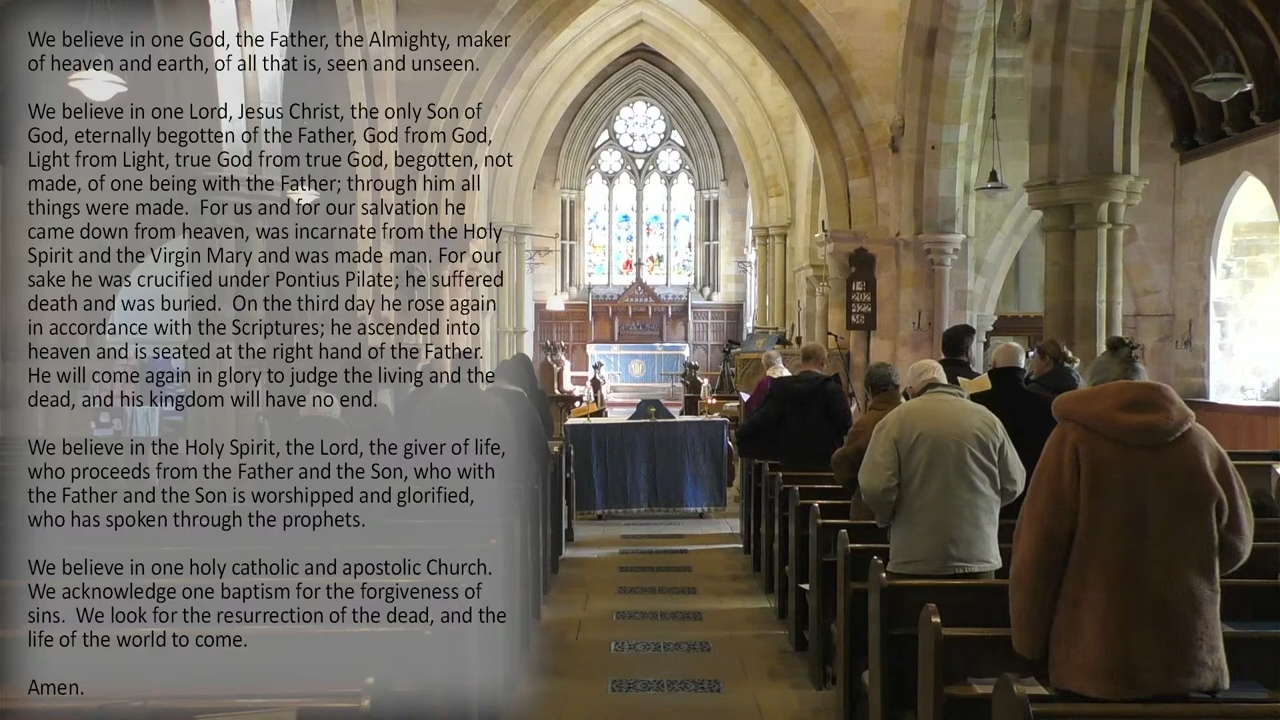 We believe in one God, the Father, the Almighty, maker
of heaven and earth, of all that is, seen and unseen.
We believe in one Lord, Jesus Christ, the only Son of
God, eternally begotten of the Father, God from God,
Light from Light, true God from true God, begotten, not
made, of one being with the Father; through him all
things were made.  For us and for our salvation he
came down from heaven, was incarnate from the Holy
Spirit and the Virgin Mary and was made man. For our
sake he was crucified under Pontius Pilate; he suffered
death and was buried.  On the third day he rose again
in accordance with the Scriptures; he ascended into
heaven and is seated at the right hand of the Father.
He will come again in glory to judge the living and the
dead, and his kingdom will have no end.
We believe in the Holy Spirit, the Lord, the giver of life,
who proceeds from the Father and the Son, who with
the Father and the Son is worshipped and glorified,
who has spoken through the prophets.
We believe in one holy catholic and apostolic Church.
We acknowledge one baptism for the forgiveness of
sins.  We look for the resurrection of the dead, and the
life of the world to come.
Amen.
14
202
422
36